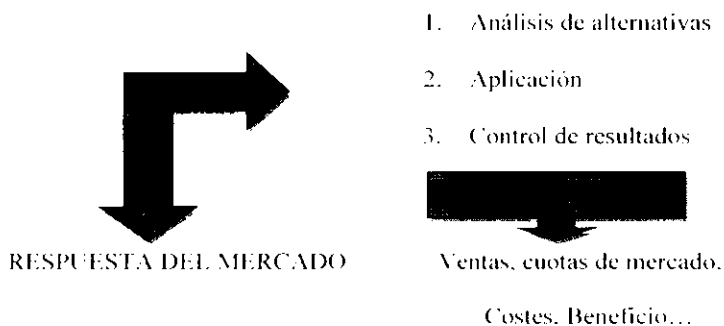 1. Análisis de alternativas
2. Aplicación
3. Control de resultados
RESPUESTA DEL MERCADO
Ventas, cuotas de mercado.
Costes, Beneficio...